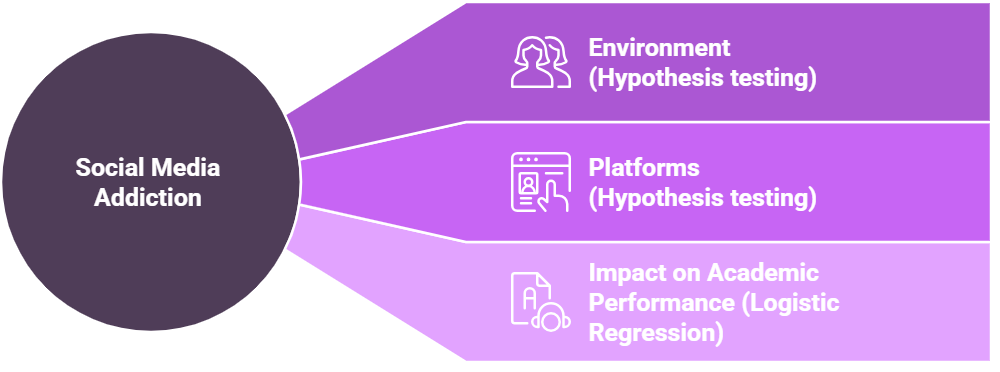 Social Media
Addiction
Environment
(Hypothesis testing)
Platforms
(Hypothesis testing)
Impact on Academic
Performance (Logistic
Regression)